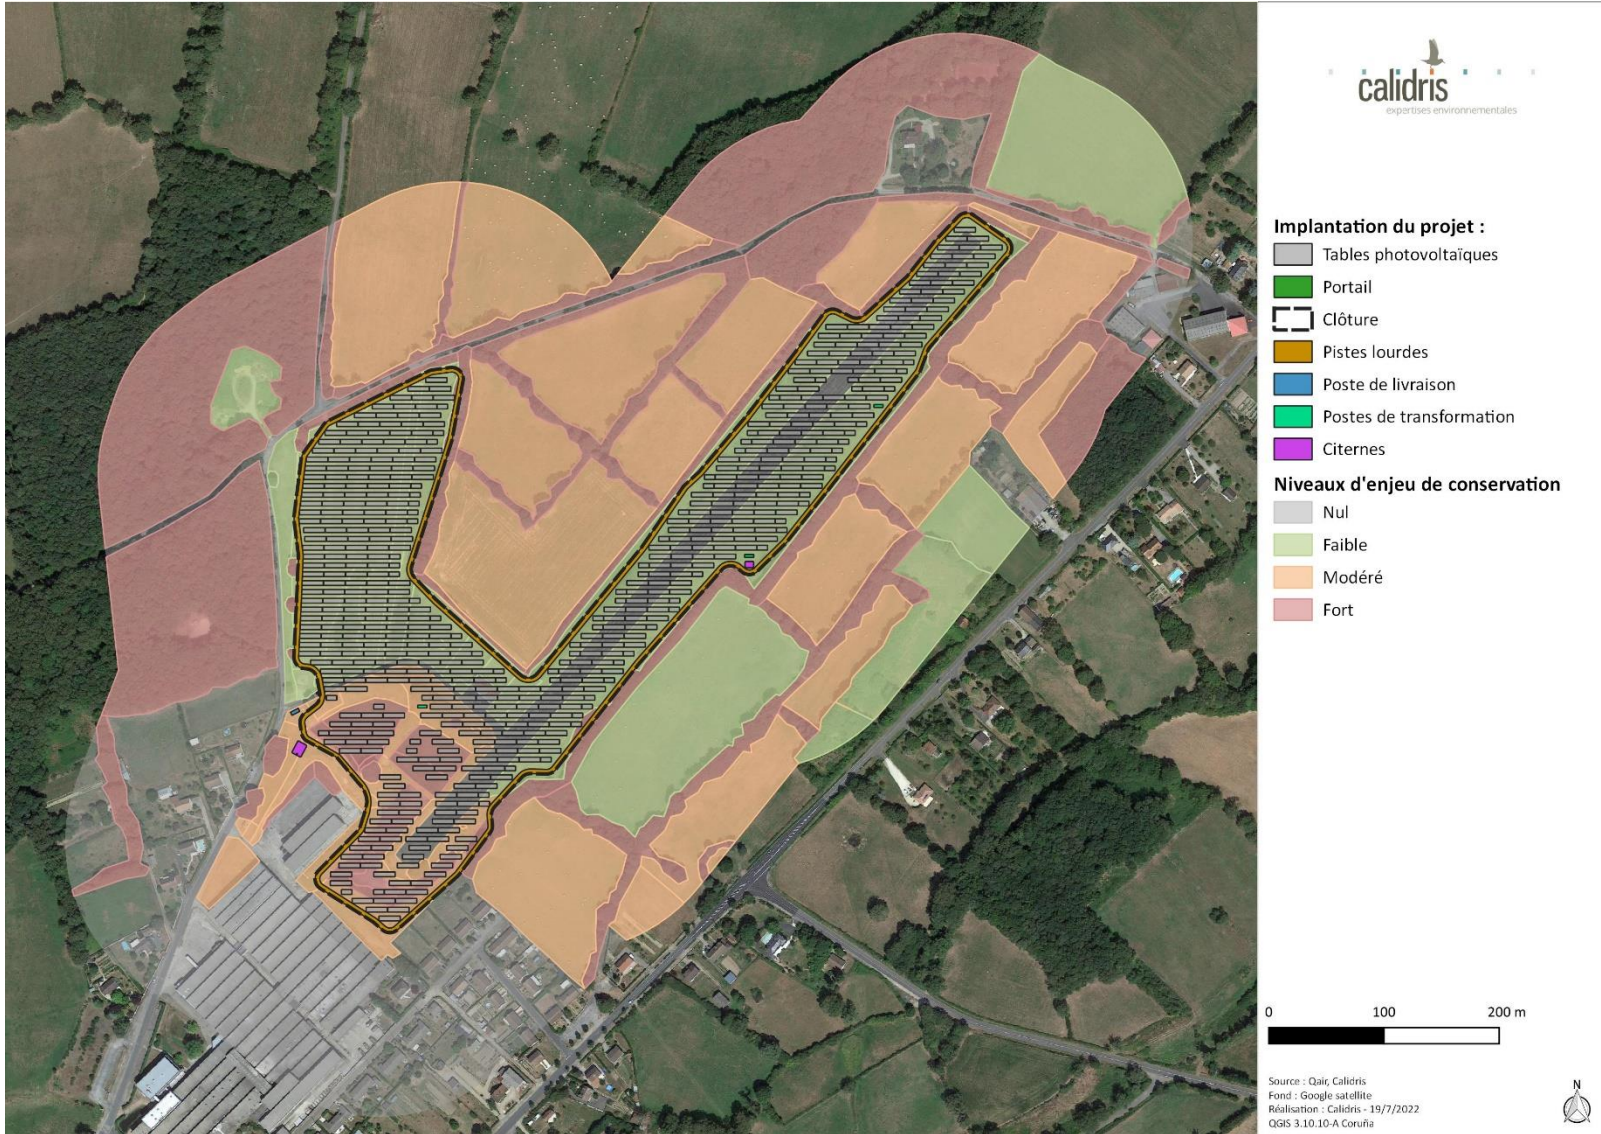 calidris
expertises environnementales
Implantation du projet :
Tables photovoltaïques
Portail
Clôture
Pistes lourdes
Poste de livraison
Postes de transformation
Citernes
Niveaux d'enjeu de conservation
Nul
Faible
Modéré
Fort
0 100 200 m
Source : Qair, Calidris
Fond : Google satellite
Réalisation : Calidris - 19/7/2022
QGIS 3.10.10-A Coruña
N